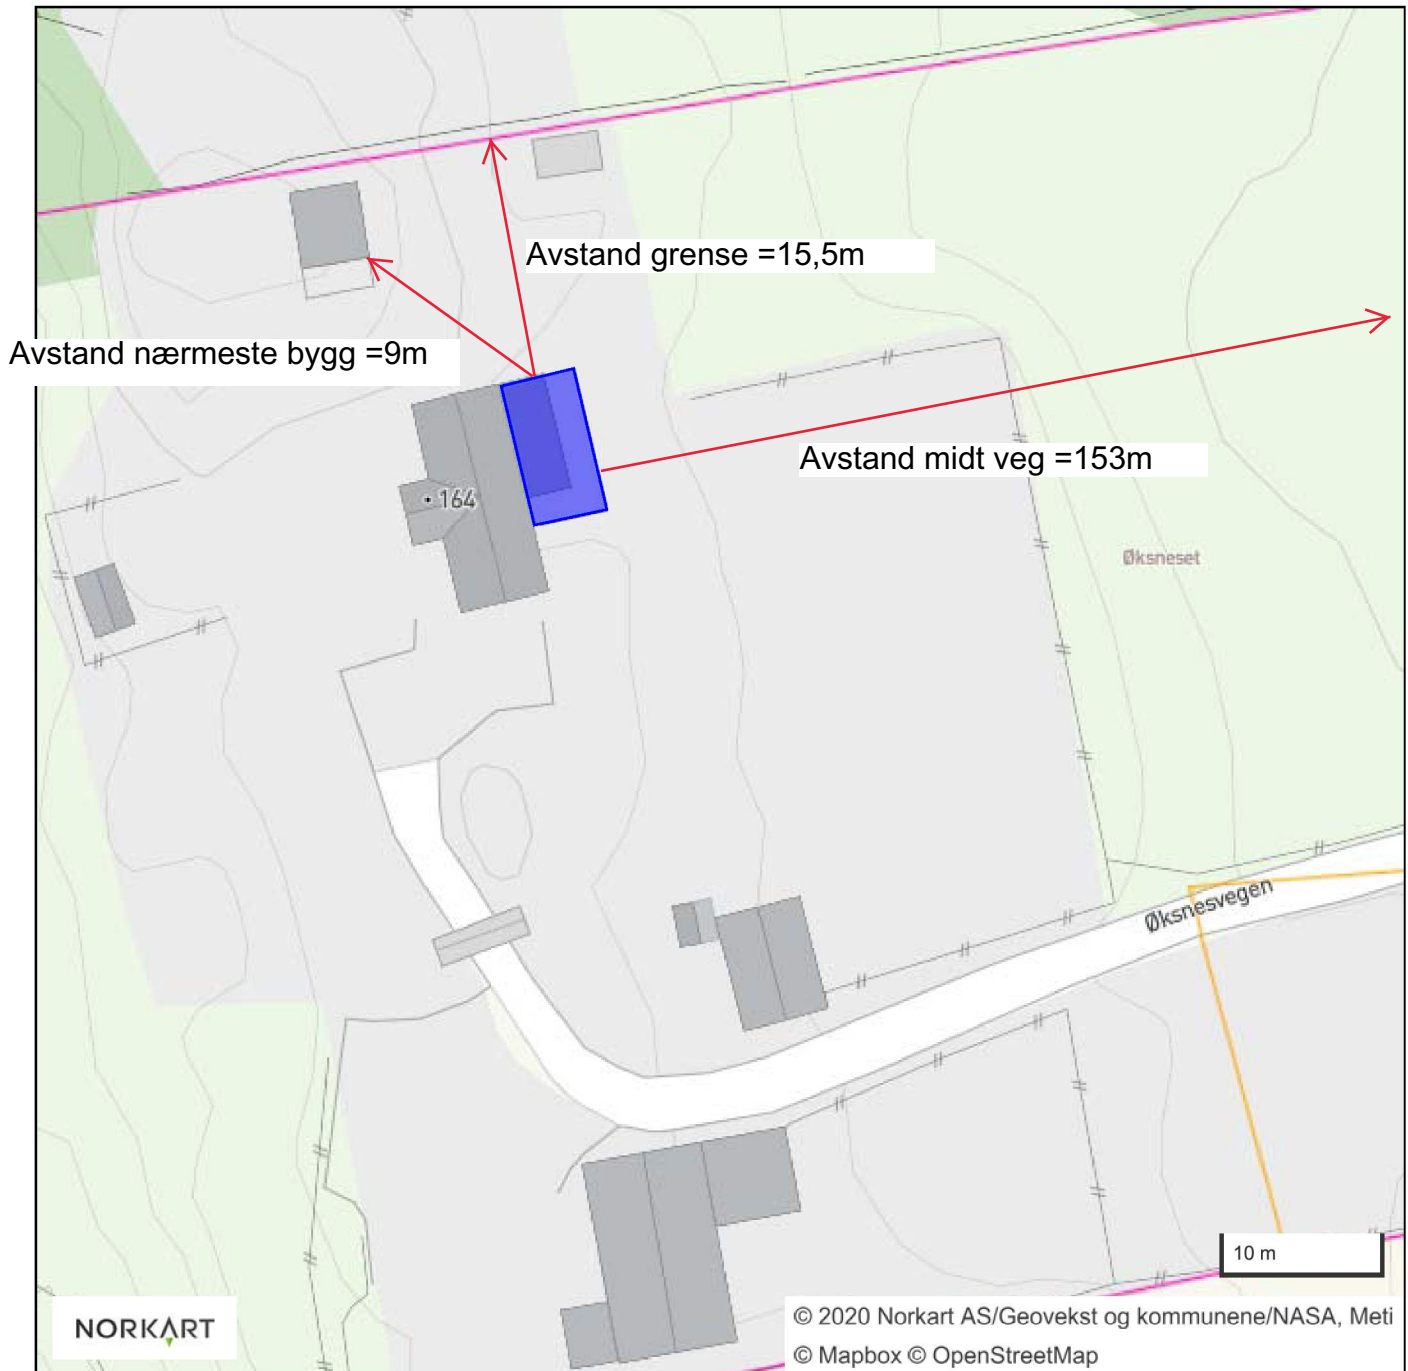 Avstand grense =15,5m
Avstand nærmeste bygg =9m
Avstand midt veg =153m
164
Øksneset
Øksnesvegen
10 m
NORKART
© 2020 Norkart AS/Geovekst og kommunene/NASA, Meti
© Mapbox © OpenStreetMap